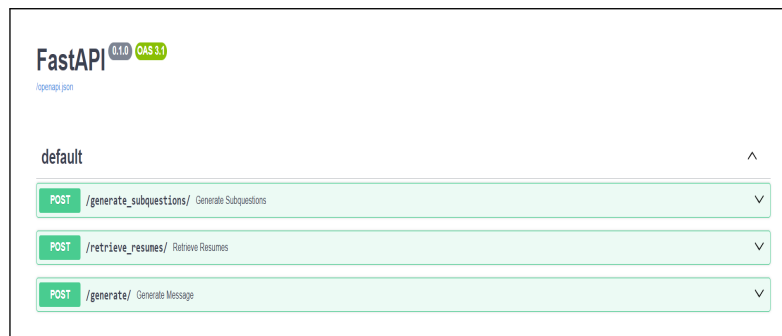 FastAPI 0.1.0 OAS 3.1
/openapi.json
default
POST /generate_subquestions/ Generate Subquestions
POST /retrieve_resumes/ Retrieve Resumes
POST /generate/ Generate Message